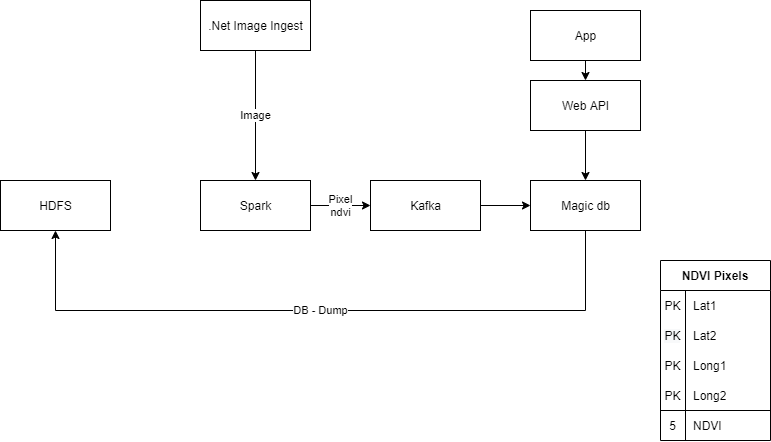 .Net Image Ingest
App
Web API
Image
HDFS
Spark
Pixel
ndvi
Kafka
Magic db
DB - Dump
NDVI Pixels
PK Lat1
PK Lat2
PK Long1
PK Long2
5 NDVI